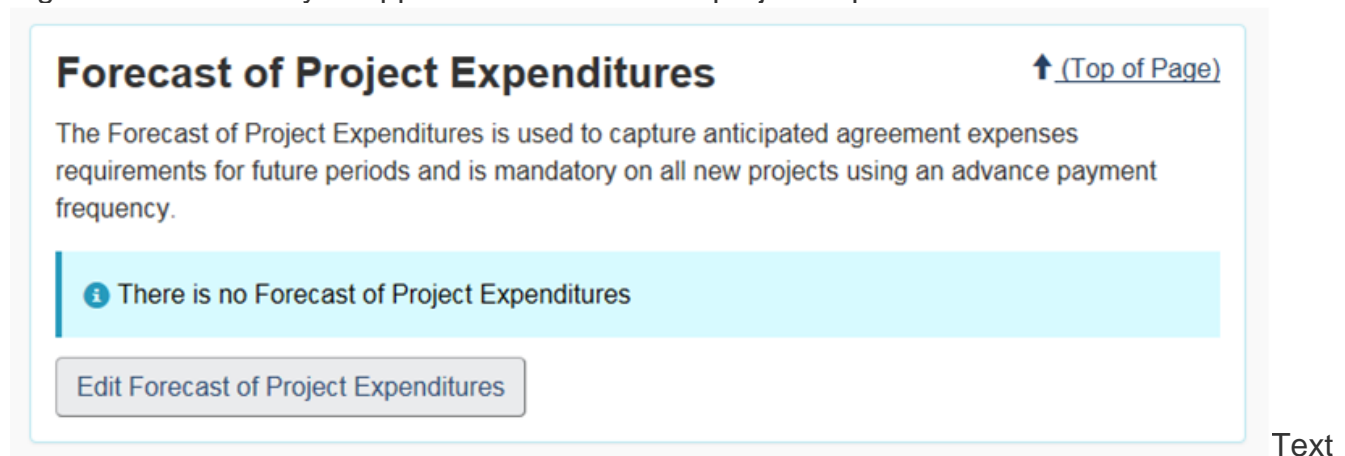 Forecast of Project Expenditures
(Top of Page)
The Forecast of Project Expenditures is used to capture anticipated agreement expenses
requirements for future periods and is mandatory on all new projects using an advance payment
frequency.
There is no Forecast of Project Expenditures
Edit Forecast of Project Expenditures
Text